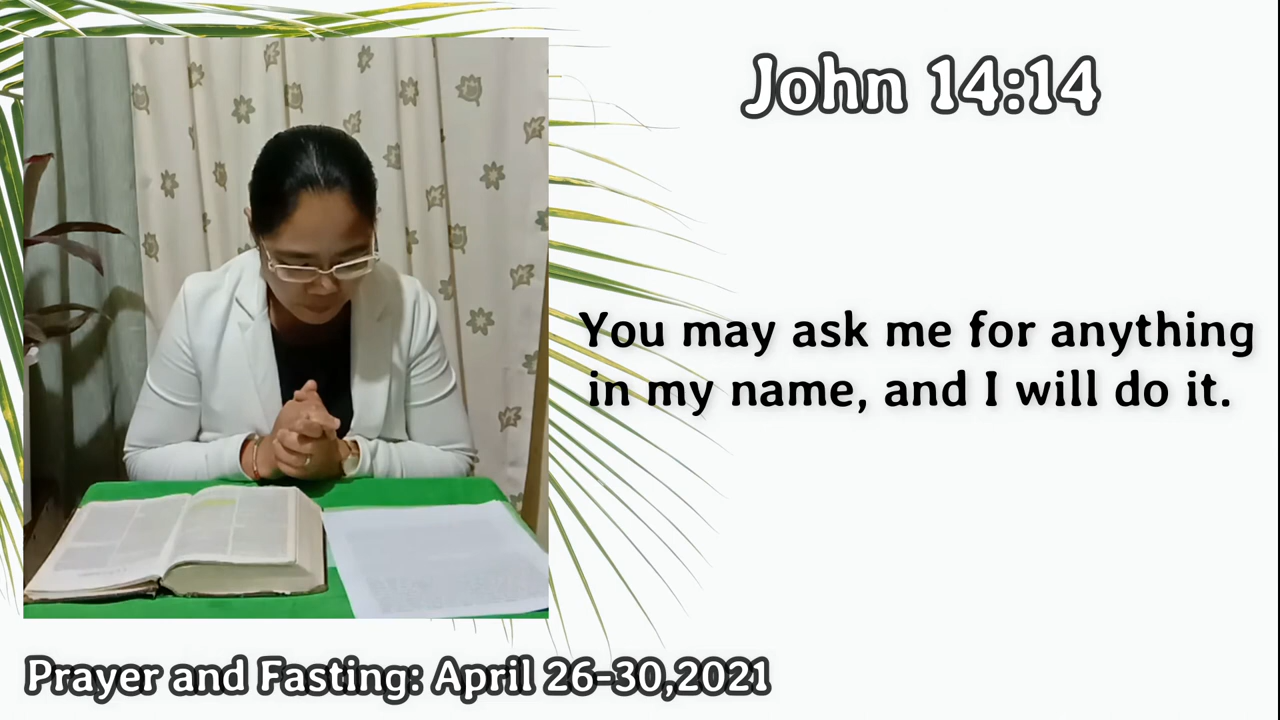 John 14:14
You may ask me for anything
in my name, and I will do it.
Prayer and Fasting: April 26-30,2021